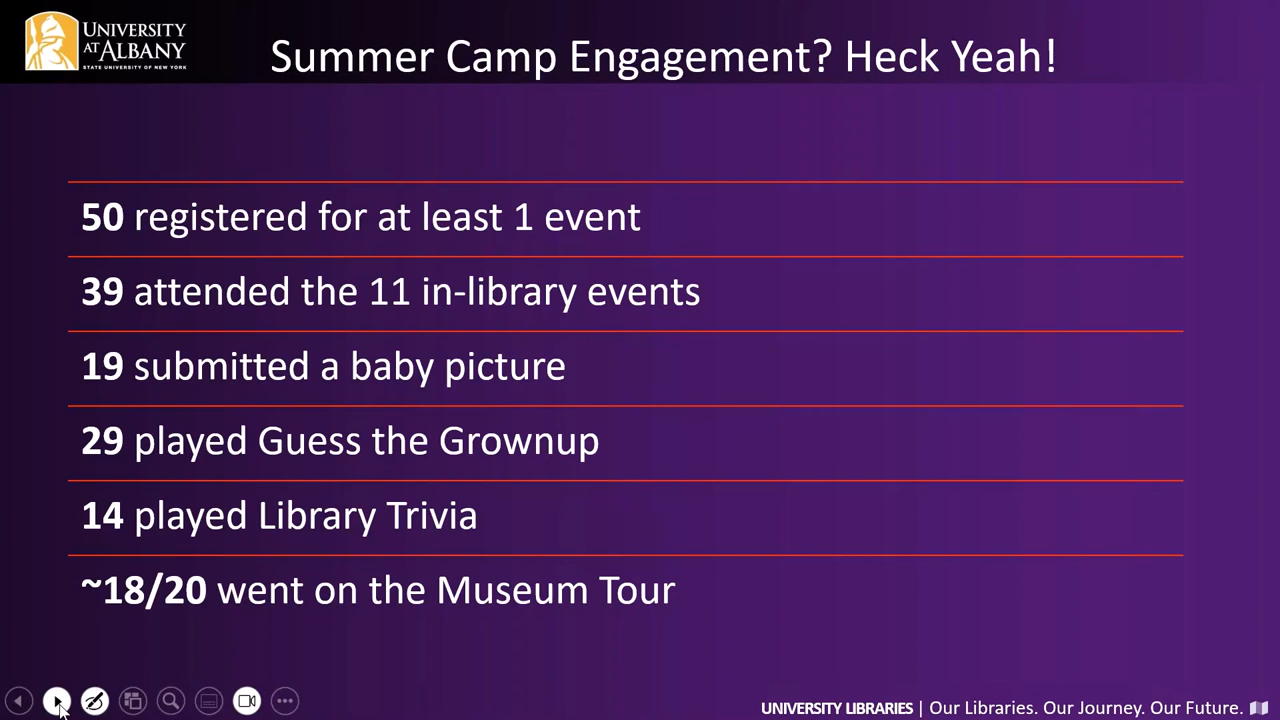 UNIVERSITY
AT ALBANY
STATE UNIVERSITY OF NEW YORK
Summer Camp Engagement? Heck Yeah!
50 registered for at least 1 event
39 attended the 11 in-library events
19 submitted a baby picture
29 played Guess the Grownup
14 played Library Trivia
~18/20 went on the Museum Tour
UNIVERSITY LIBRARIES | Our Libraries. Our Journey. Our Future.